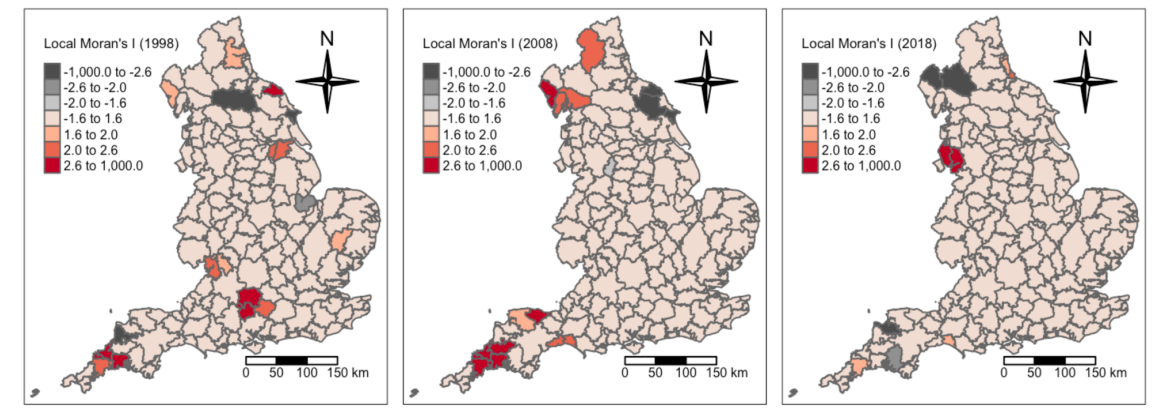 Local Moran's I (1998)
-1,000.0 to -2.6
-2.6 to -2.0
-2.0 to -1.6
-1.6 to 1.6
1.6 to 2.0
2.0 to 2.6
2.6 to 1,000.0
N
0 50 100 150 km
Local Moran's I (2008)
-1,000.0 to -2.6
-2.6 to -2.0
-2.0 to -1.6
-1.6 to 1.6
1.6 to 2.0
2.0 to 2.6
2.6 to 1,000.0
N
0 50 100 150 km
Local Moran's I (2018)
-1,000.0 to -2.6
-2.6 to -2.0
-2.0 to -1.6
-1.6 to 1.6
1.6 to 2.0
2.0 to 2.6
2.6 to 1,000.0
N
0 50 100 150 km